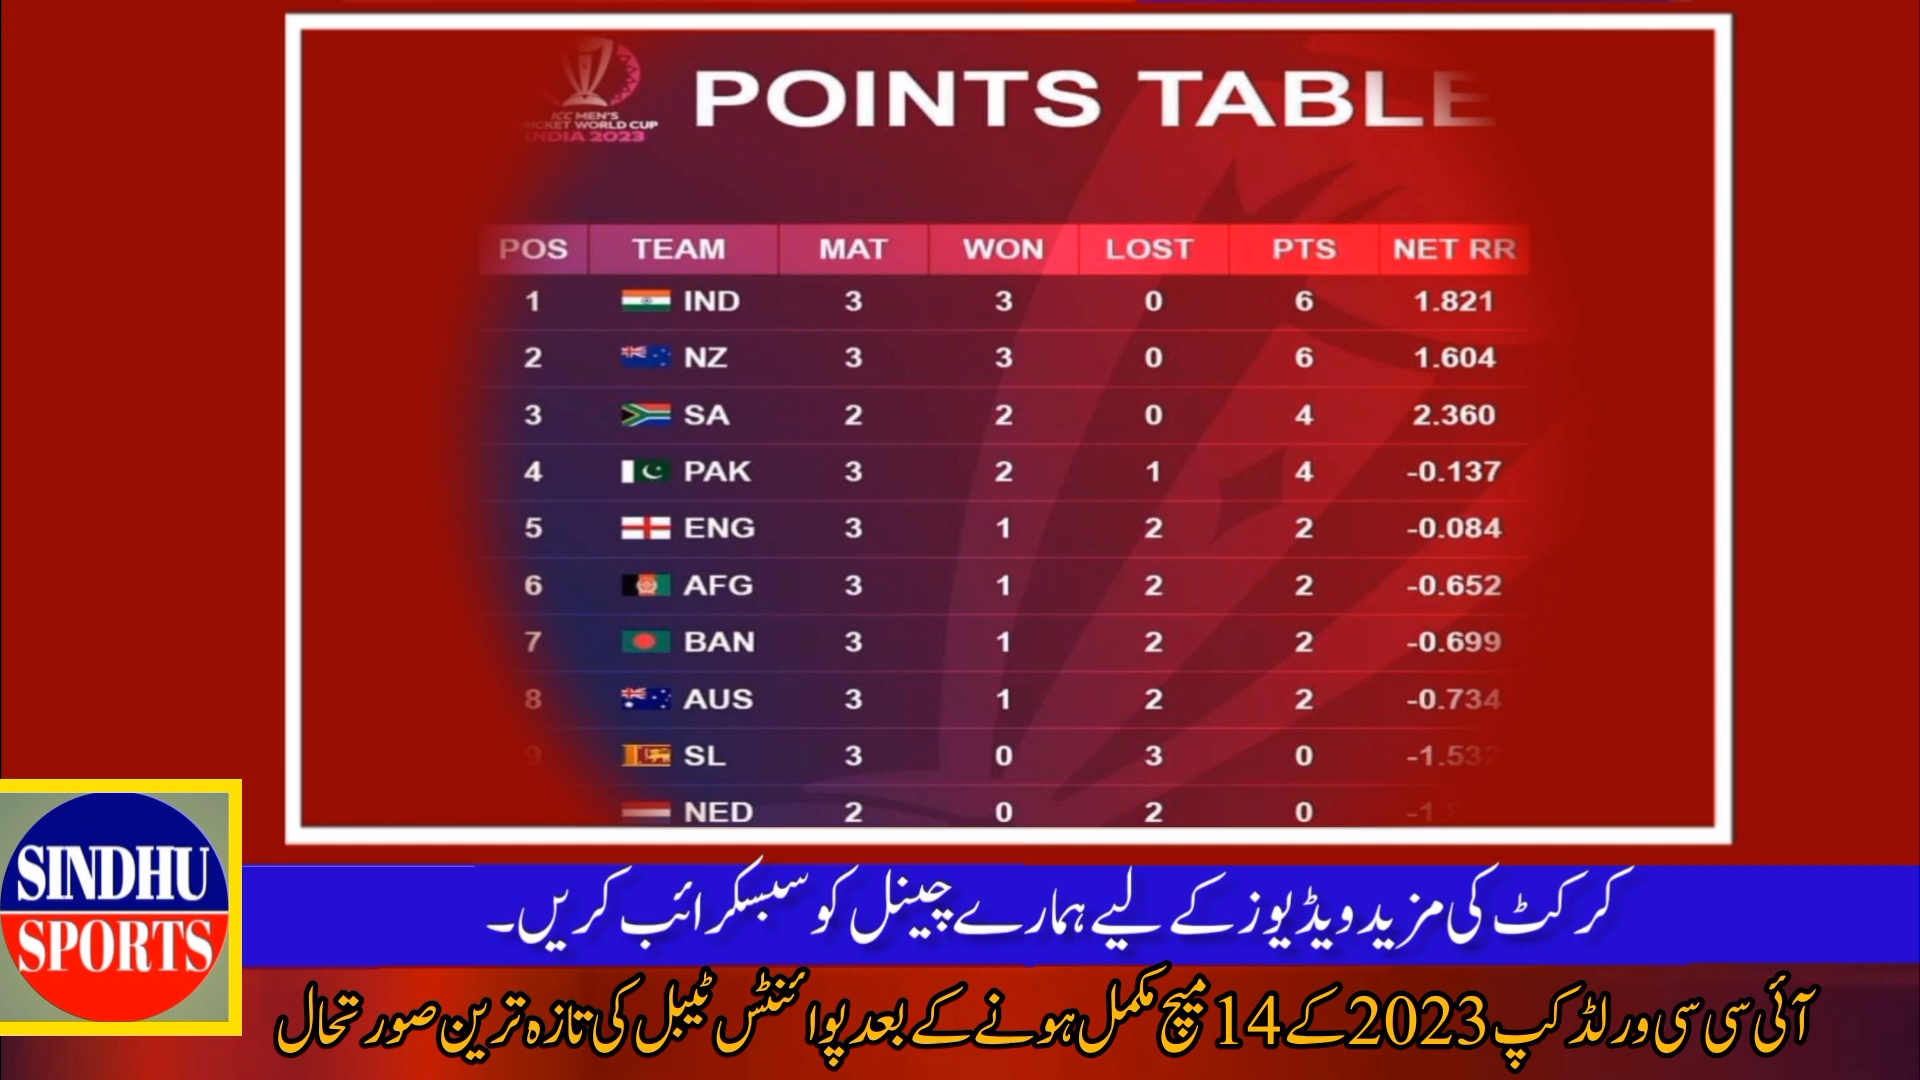 ICC MEN'S
CRICKET WORLD CUP
INDIA 2023
POINTS TABLE
POS TEAM MAT WON LOST PTS NET RR
1 IND 3 3 0 6 1.821
2 NZ 3 3 0 6 1.604
3 SA 2 2 0 4 2.360
4 PAK 3 2 1 4 -0.137
5 ENG 3 1 2 2 -0.084
6 AFG 3 1 2 2 -0.652
7 BAN 3 1 2 2 -0.699
8 AUS 3 1 2 2 -0.734
9 SL 3 0 3 0 -1.532
NED 2 0 2 0
SINDHU
SPORTS
کرکٹ کی مزید ویڈیوز کے لیے ہمارے چینل کو سبسکرائب کریں۔
آئی سی سی ورلڈ کپ 2023 کے 14 میچ مکمل ہونے کے بعد پوائنٹس ٹیبل کی تازہ ترین صورتحال